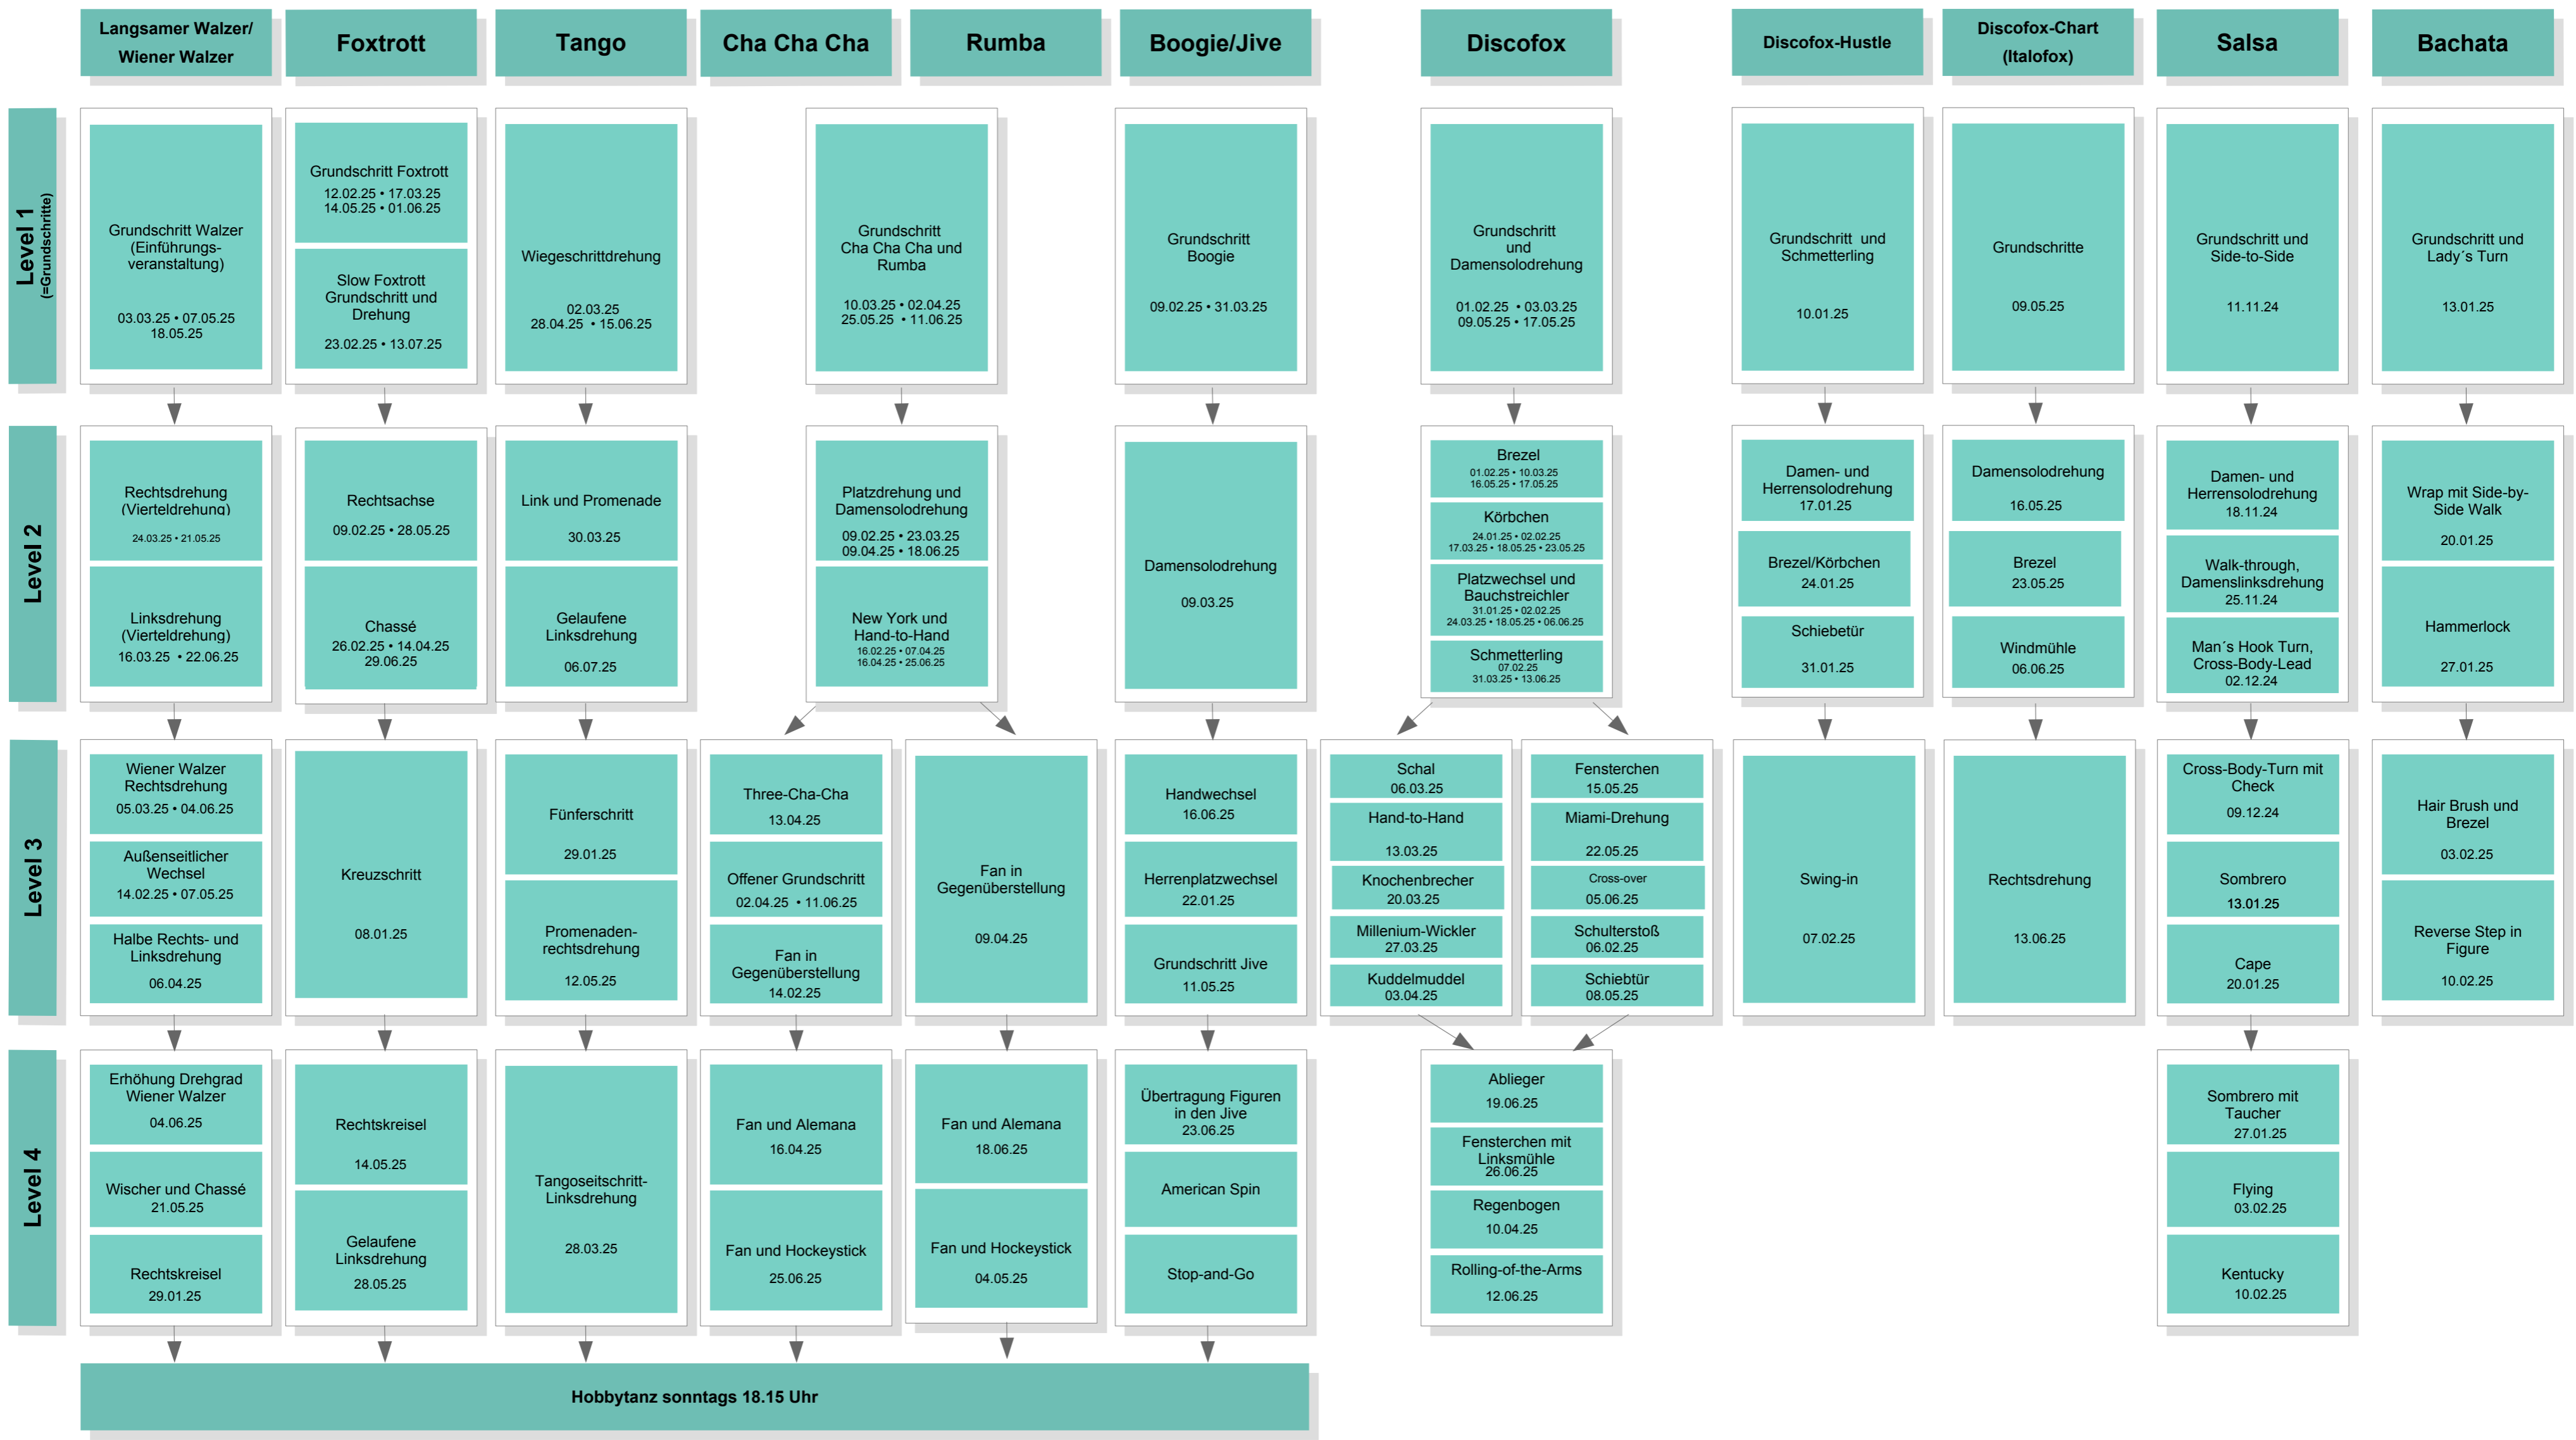 Langsamer Walzer/
Wiener Walzer
Foxtrott
Tango
Cha Cha Cha
Rumba
Boogie/Jive
Discofox
Discofox-Hustle
Discofox-Chart
(Italofox)
Salsa
Bachata
Level 1
(=Grundschritte)
Grundschritt Walzer
(Einführungs-
veranstaltung)
03.03.25 • 07.05.25
18.05.25
Grundschritt Foxtrott
12.02.25 • 17.03.25
14.05.25 • 01.06.25
Slow Foxtrott
Grundschritt und
Drehung
23.02.25 • 13.07.25
Wiegeschrittdrehung
02.03.25
28.04.25 • 15.06.25
Grundschritt
Cha Cha Cha und
Rumba
10.03.25 • 02.04.25
25.05.25 • 11.06.25
Grundschritt
Boogie
09.02.25 • 31.03.25
Grundschritt
und
Damensolodrehung
01.02.25 • 03.03.25
09.05.25 • 17.05.25
Grundschritt und
Schmetterling
10.01.25
Grundschritte
09.05.25
Grundschritt und
Side-to-Side
11.11.24
Grundschritt und
Lady´s Turn
13.01.25
Level 2
Rechtsdrehung
(Vierteldrehung)
24.03.25 • 21.05.25
Linksdrehung
(Vierteldrehung)
16.03.25 • 22.06.25
Rechtsachse
09.02.25 • 28.05.25
Chassé
26.02.25 • 14.04.25
29.06.25
Link und Promenade
30.03.25
Gelaufene
Linksdrehung
06.07.25
Platzdrehung und
Damensolodrehung
09.02.25 • 23.03.25
09.04.25 • 18.06.25
New York und
Hand-to-Hand
16.02.25 • 07.04.25
16.04.25 • 25.06.25
Damensolodrehung
09.03.25
Brezel
01.02.25 • 10.03.25
16.05.25 • 17.05.25
Körbchen
24.01.25 • 02.02.25
17.03.25 • 18.05.25 • 23.05.25
Platzwechsel und
Bauchstreichler
31.01.25 • 02.02.25
24.03.25 • 18.05.25 • 06.06.25
Schmetterling
07.02.25
31.03.25 • 13.06.25
Damen- und
Herrensolodrehung
17.01.25
Brezel/Körbchen
24.01.25
Schiebetür
31.01.25
Damensolodrehung
16.05.25
Brezel
23.05.25
Windmühle
06.06.25
Damen- und
Herrensolodrehung
18.11.24
Walk-through,
Damenslinksdrehung
25.11.24
Man´s Hook Turn,
Cross-Body-Lead
02.12.24
Wrap mit Side-by-
Side Walk
20.01.25
Hammerlock
27.01.25
Level 3
Wiener Walzer
Rechtsdrehung
05.03.25 • 04.06.25
Außenseitlicher
Wechsel
14.02.25 • 07.05.25
Halbe Rechts- und
Linksdrehung
06.04.25
Kreuzschritt
08.01.25
Fünferschritt
29.01.25
Promenaden-
rechtsdrehung
12.05.25
Three-Cha-Cha
13.04.25
Offener Grundschritt
02.04.25 • 11.06.25
Fan in
Gegenüberstellung
14.02.25
Fan in
Gegenüberstellung
09.04.25
Handwechsel
16.06.25
Herrenplatzwechsel
22.01.25
Grundschritt Jive
11.05.25
Schal
06.03.25
Hand-to-Hand
13.03.25
Knochenbrecher
20.03.25
Millenium-Wickler
27.03.25
Kuddelmuddel
03.04.25
Fensterchen
15.05.25
Miami-Drehung
22.05.25
Cross-over
05.06.25
Schulterstoß
06.02.25
Schiebtür
08.05.25
Swing-in
07.02.25
Rechtsdrehung
13.06.25
Cross-Body-Turn mit
Check
09.12.24
Sombrero
13.01.25
Cape
20.01.25
Hair Brush und
Brezel
03.02.25
Reverse Step in
Figure
10.02.25
Level 4
Erhöhung Drehgrad
Wiener Walzer
04.06.25
Wischer und Chassé
21.05.25
Rechtskreisel
29.01.25
Rechtskreisel
14.05.25
Gelaufene
Linksdrehung
28.05.25
Tangoseitschritt-
Linksdrehung
28.03.25
Fan und Alemana
16.04.25
Fan und Hockeystick
25.06.25
Fan und Alemana
18.06.25
Fan und Hockeystick
04.05.25
Übertragung Figuren
in den Jive
23.06.25
American Spin
Stop-and-Go
Ablieger
19.06.25
Fensterchen mit
Linksmühle
26.06.25
Regenbogen
10.04.25
Rolling-of-the-Arms
12.06.25
Sombrero mit
Taucher
27.01.25
Flying
03.02.25
Kentucky
10.02.25
Hobbytanz sonntags 18.15 Uhr